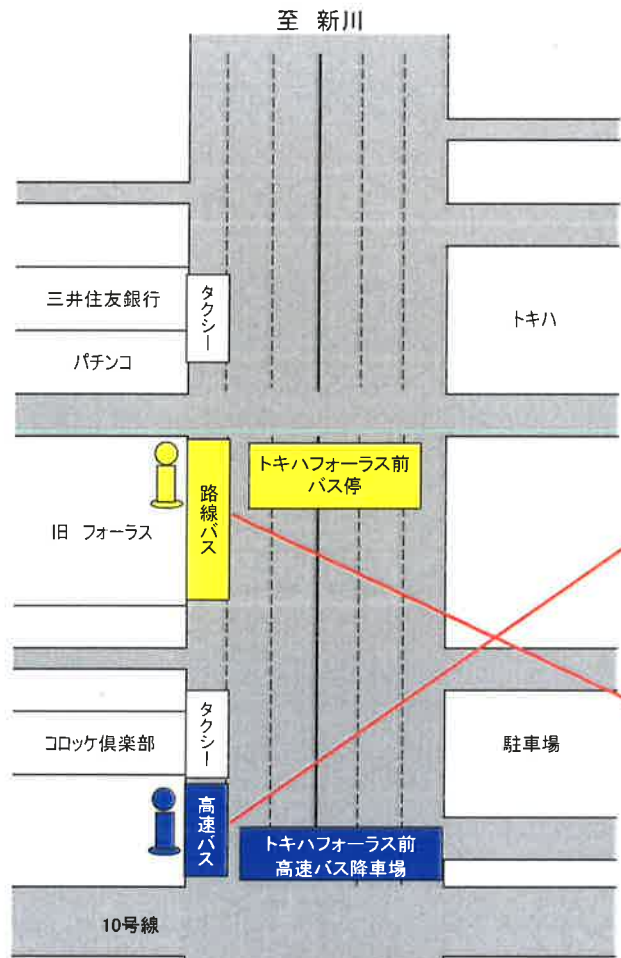 至 新川
三井住友銀行
タクシー
トキハ
パチンコ
トキハフォーラス前
バス停
路線バス
旧 フォーラス
タクシー
コロッケ倶楽部
駐車場
高速バス
トキハフォーラス前
高速バス降車場
10号線